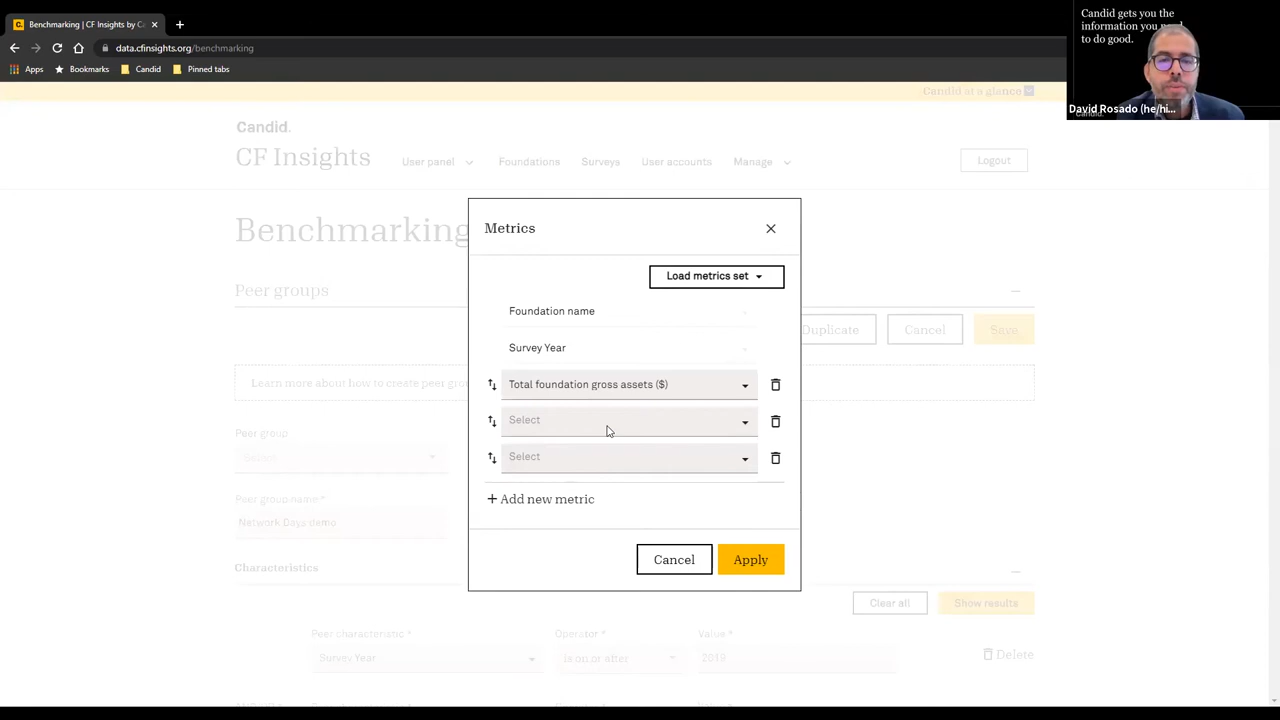 Benchmarking | CF Insights by C
data.cfinsights.org/benchmarking
Apps
Bookmarks
Candid
Pinned tabs
Candid gets you the
information you need
to do good.
David Rosado (he/hi...
Candid.
Candid at a glance
Candid.
CF Insights
User panel
Foundations
Surveys
User accounts
Manage
Logout
Benchmarking
Peer groups
Duplicate
Cancel
Save
Learn more about how to create peer gro
Peer group
Select
Peer group name *
Network Days demo
Characteristics
Clear all
Show results
Peer characteristic *
Operator *
Value *
Survey Year
is on or after
2019
Delete
Metrics
Load metrics set
Foundation name
Survey Year
Total foundation gross assets ($)
Select
Select
+ Add new metric
Cancel
Apply